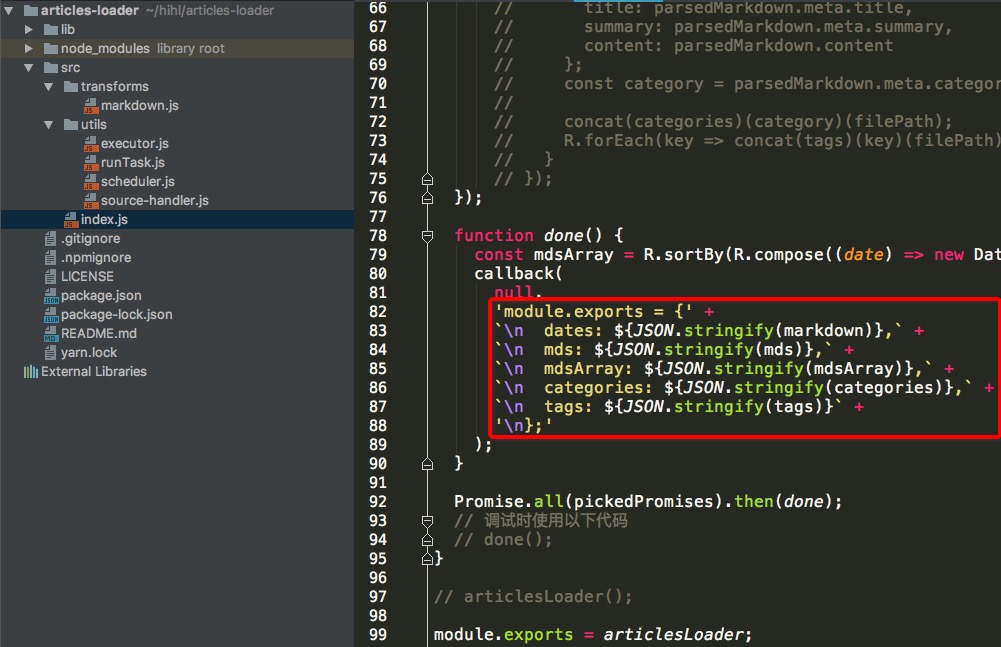 articles-loader ~/hihl/articles-loader
lib
node_modules library root
src
transforms
markdown.js
utils
executor.js
runTask.js
scheduler.js
source-handler.js
index.js
.gitignore
.npmignore
LICENSE
package.json
package-lock.json
README.md
yarn.lock
External Libraries
66 // title: parsedMarkdown.meta.title,
67 // summary: parsedMarkdown.meta.summary,
68 // content: parsedMarkdown.content
69 // };
70 // const category = parsedMarkdown.meta.categor
71 //
72 // concat(categories)(category)(filePath);
73 // R.forEach(key => concat(tags)(key)(filePath)
74 // }
75 // });
76 });
77
78 function done() {
79 const mdsArray = R.sortBy(R.compose((date) => new Dat
80 callback(
81 null,
82 'module.exports = {' +
83 `\n  dates: ${JSON.stringify(markdown)},` +
84 `\n  mds: ${JSON.stringify(mds)},` +
85 `\n  mdsArray: ${JSON.stringify(mdsArray)},` +
86 `\n  categories: ${JSON.stringify(categories)},` +
87 `\n  tags: ${JSON.stringify(tags)}` +
88 '\n};'
89 );
90 }
91
92 Promise.all(pickedPromises).then(done);
93 // 调试时使用以下代码
94 // done();
95 }
96
97 // articlesLoader();
98
99 module.exports = articlesLoader;